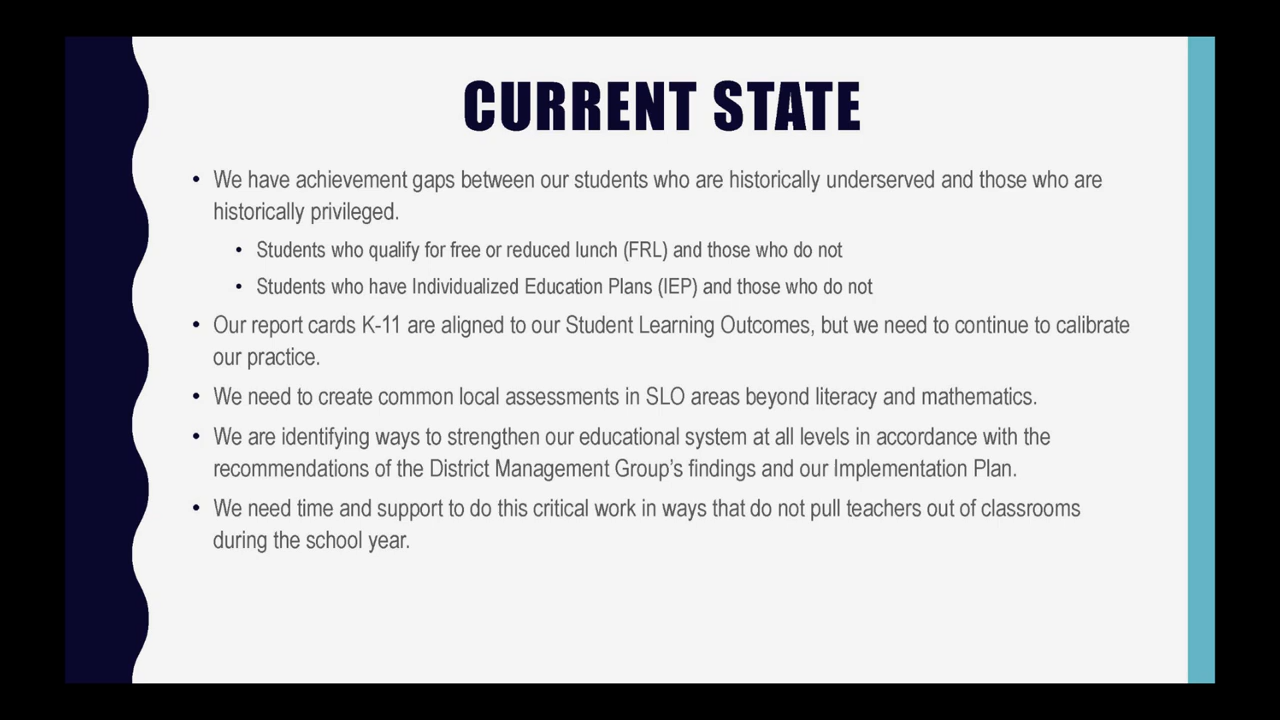 CURRENT STATE
• We have achievement gaps between our students who are historically underserved and those who are
historically privileged.
• Students who qualify for free or reduced lunch (FRL) and those who do not
• Students who have Individualized Education Plans (IEP) and those who do not
• Our report cards K-11 are aligned to our Student Learning Outcomes, but we need to continue to calibrate
our practice.
• We need to create common local assessments in SLO areas beyond literacy and mathematics.
• We are identifying ways to strengthen our educational system at all levels in accordance with the
recommendations of the District Management Group's findings and our Implementation Plan.
• We need time and support to do this critical work in ways that do not pull teachers out of classrooms
during the school year.